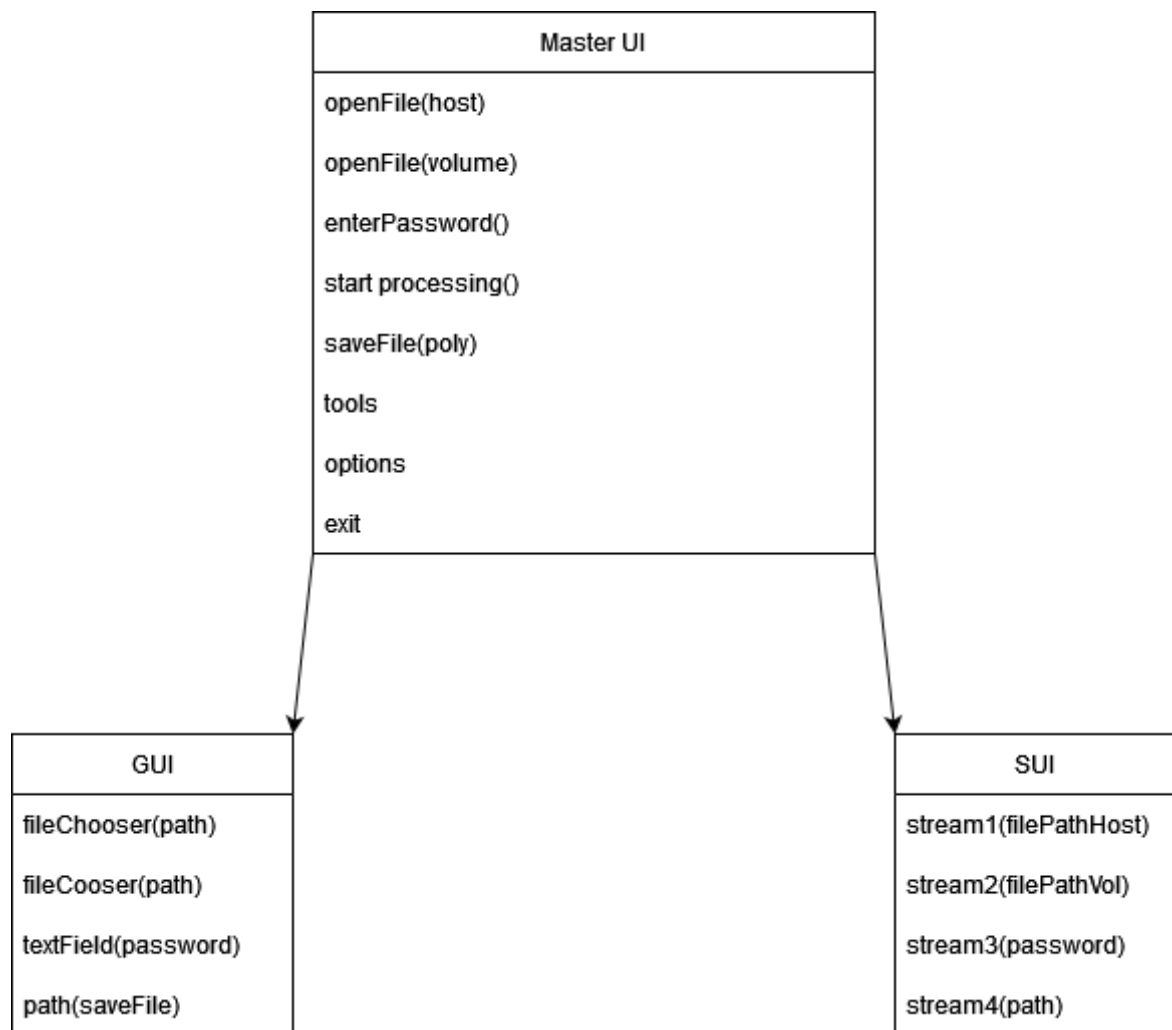 Master UI
openFile(host)
openFile(volume)
enterPassword()
start processing()
saveFile(poly)
tools
options
exit
GUI
fileChooser(path)
fileCooser(path)
textField(password)
path(saveFile)
SUI
stream1(filePathHost)
stream2(filePathVol)
stream3(password)
stream4(path)